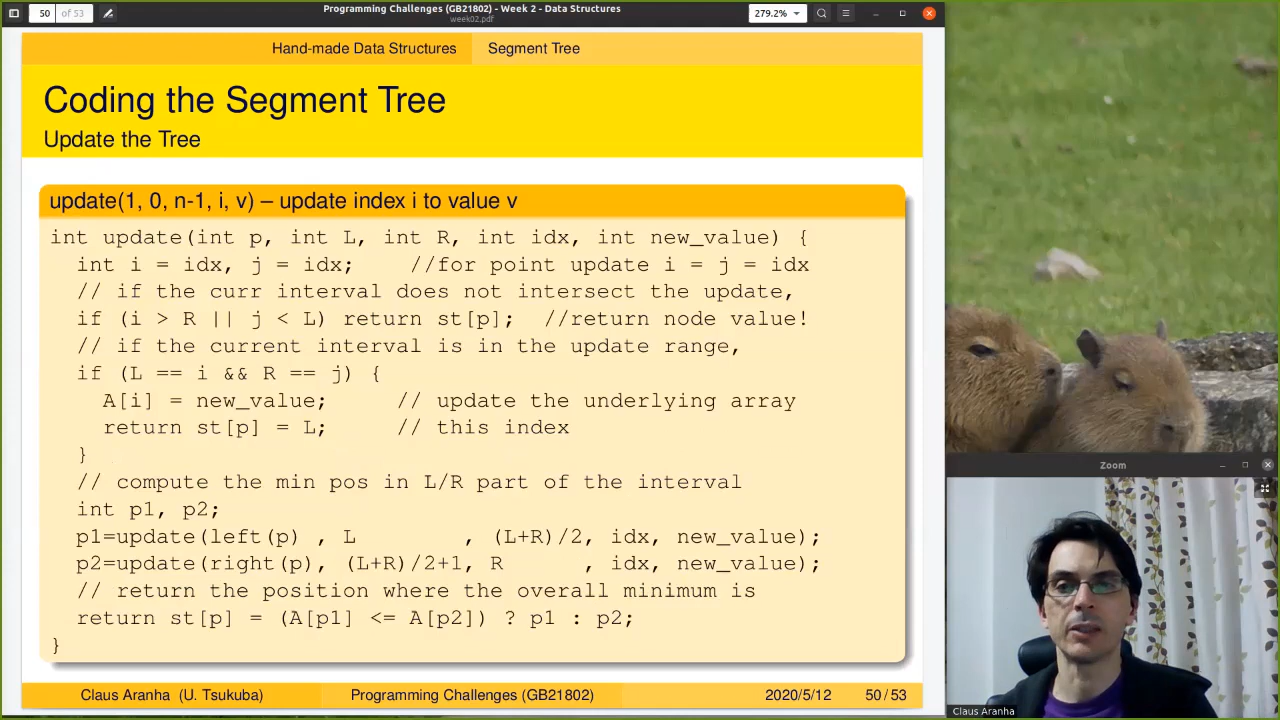 50 of 53
Programming Challenges (GB21802) - Week 2 - Data Structures
week02.pdf
279.2%
Hand-made Data Structures Segment Tree
Coding the Segment Tree
Update the Tree
update(1, 0, n-1, i, v) – update index i to value v
int update(int p, int L, int R, int idx, int new_value) {
int i = idx, j = idx; //for point update i = j = idx
// if the curr interval does not intersect the update,
if (i > R || j < L) return st[p]; //return node value!
// if the current interval is in the update range,
if (L == i && R == j) {
A[i] = new_value; // update the underlying array
return st[p] = L; // this index
}
// compute the min pos in L/R part of the interval
int p1, p2;
p1=update(left(p) , L , (L+R)/2, idx, new_value);
p2=update(right(p), (L+R)/2+1, R , idx, new_value);
// return the position where the overall minimum is
return st[p] = (A[p1] <= A[p2]) ? p1 : p2;
}
Claus Aranha (U. Tsukuba) Programming Challenges (GB21802) 2020/5/12 50 / 53
Zoom
Claus Aranha